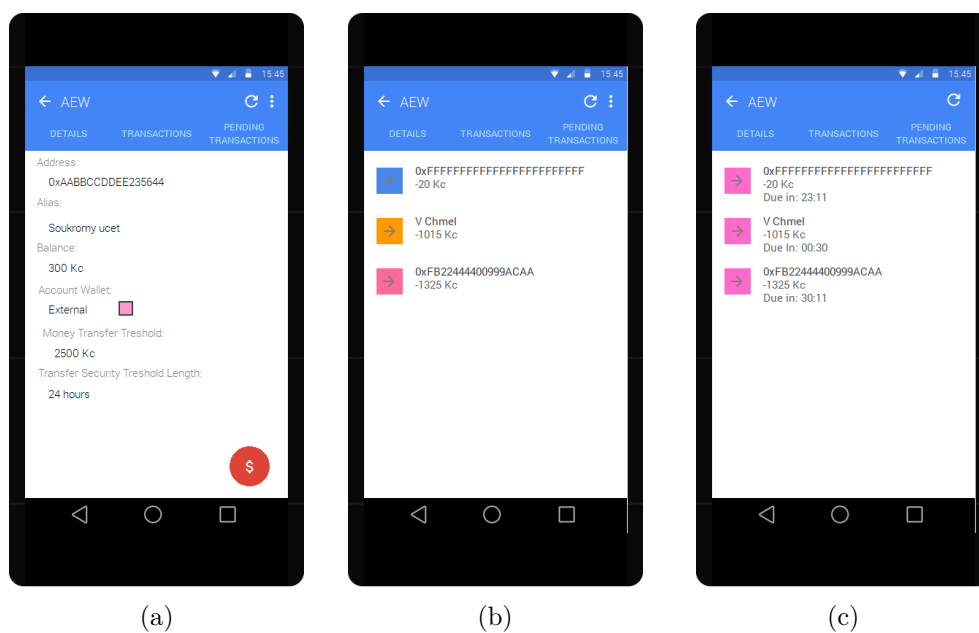 15:45
AEW
DETAILS TRANSACTIONS PENDING TRANSACTIONS
Address:
0xAABBCCDDEE235644
Alias:
Soukromy ucet
Balance:
300 Kc
Account Wallet:
External
Money Transfer Treshold:
2500 Kc
Transfer Security Treshold Length:
24 hours
$
(a)
15:45
AEW
DETAILS TRANSACTIONS PENDING TRANSACTIONS
0xFFFFFFFFFFFFFFFFFFFFFFFF
-20 Kc
V Chmel
-1015 Kc
0xFB22444400999ACAA
-1325 Kc
(b)
15:45
AEW
DETAILS TRANSACTIONS PENDING TRANSACTIONS
0xFFFFFFFFFFFFFFFFFFFFFFFF
-20 Kc
Due in: 23:11
V Chmel
-1015 Kc
Due In: 00:30
0xFB22444400999ACAA
-1325 Kc
Due in: 30:11
(c)